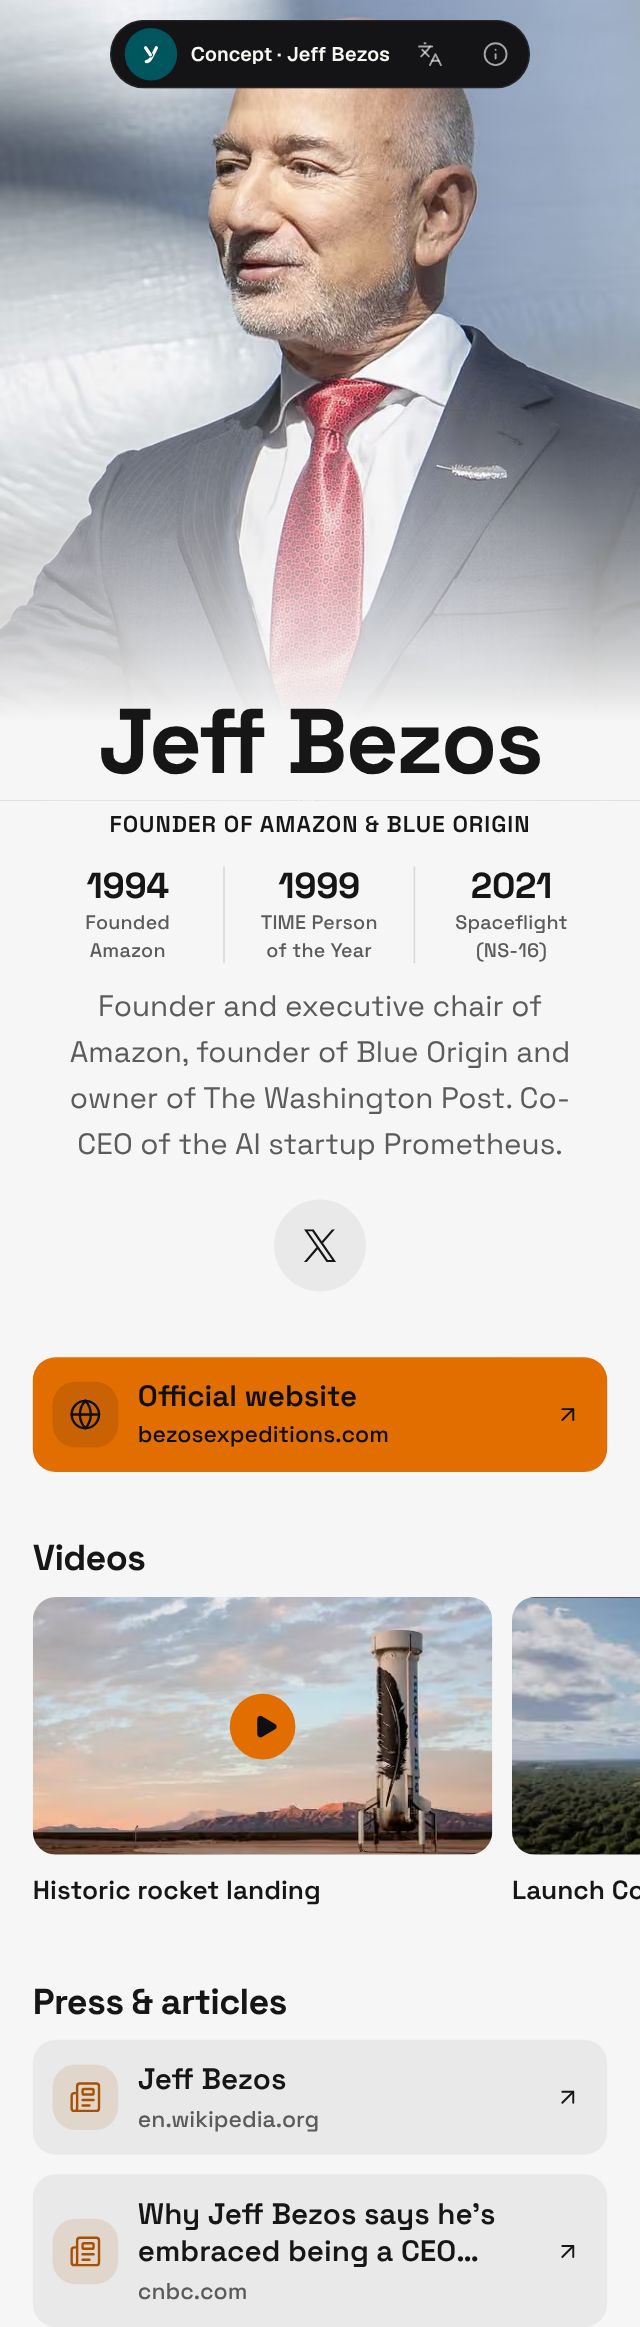 y Concept · Jeff Bezos
Jeff Bezos
FOUNDER OF AMAZON & BLUE ORIGIN
1994
Founded
Amazon
1999
TIME Person
of the Year
2021
Spaceflight
(NS-16)
Founder and executive chair of
Amazon, founder of Blue Origin and
owner of The Washington Post. Co-
CEO of the AI startup Prometheus.
Official website
bezosexpeditions.com
Videos
Historic rocket landing
Launch Co
Press & articles
Jeff Bezos
en.wikipedia.org
Why Jeff Bezos says he's
embraced being a CEO...
cnbc.com